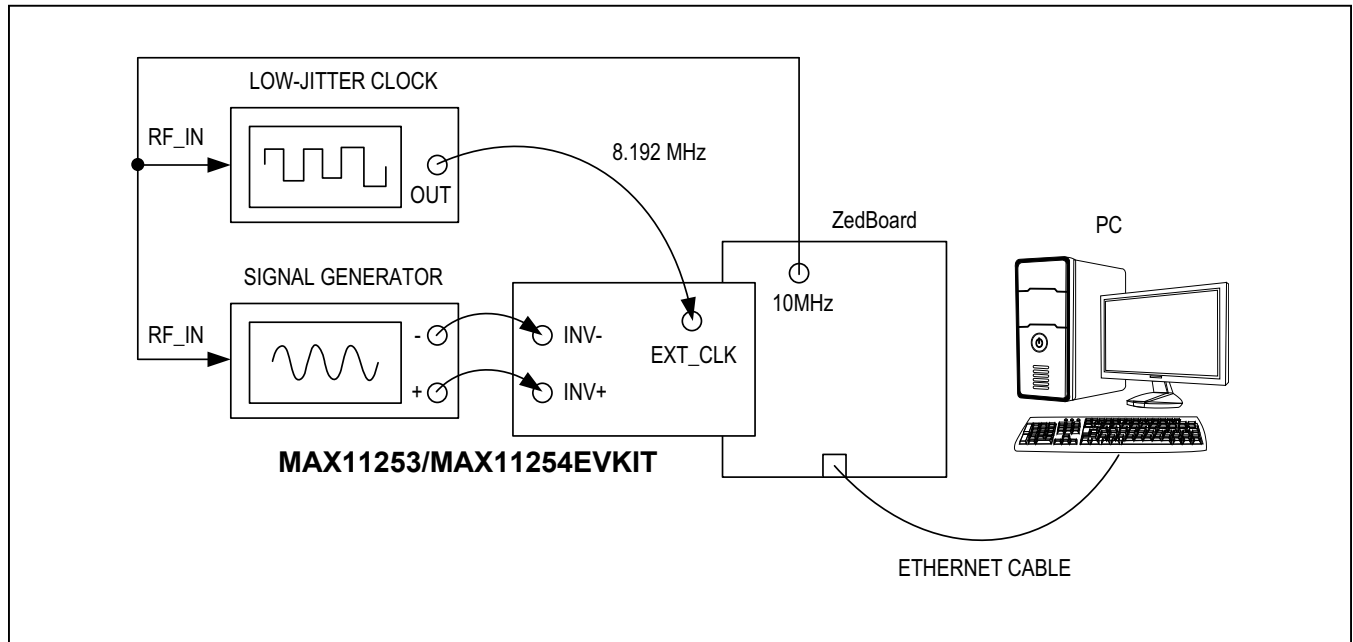 LOW-JITTER CLOCK
RF_IN
OUT
8.192 MHz
ZedBoard
PC
SIGNAL GENERATOR
10MHz
RF_IN
-
INV-
EXT_CLK
+
INV+
MAX11253/MAX11254EVKIT
ETHERNET CABLE